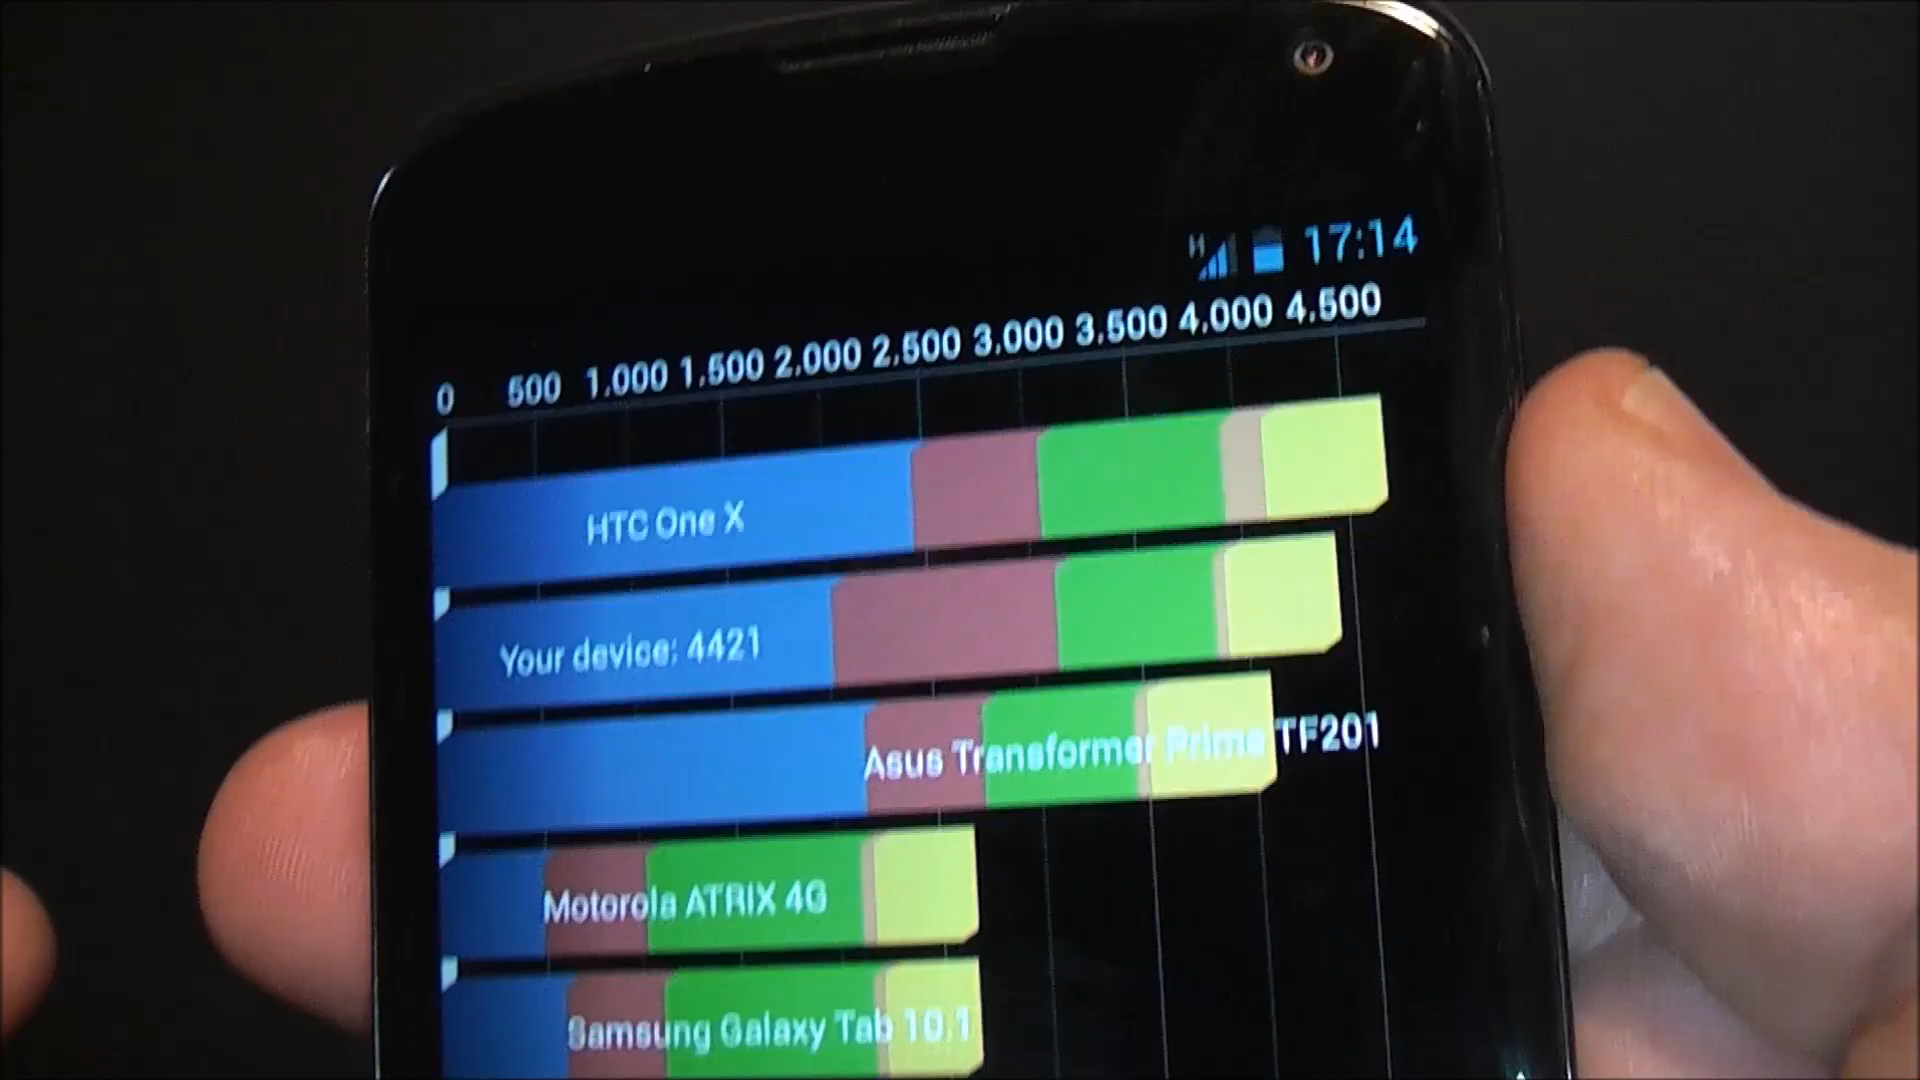 H 17:14
0 500 1.000 1.500 2.000 2.500 3.000 3.500 4.000 4.500
HTC One X
Your device: 4421
Asus Transformer Prime TF201
Motorola ATRIX 4G
Samsung Galaxy Tab 10.1